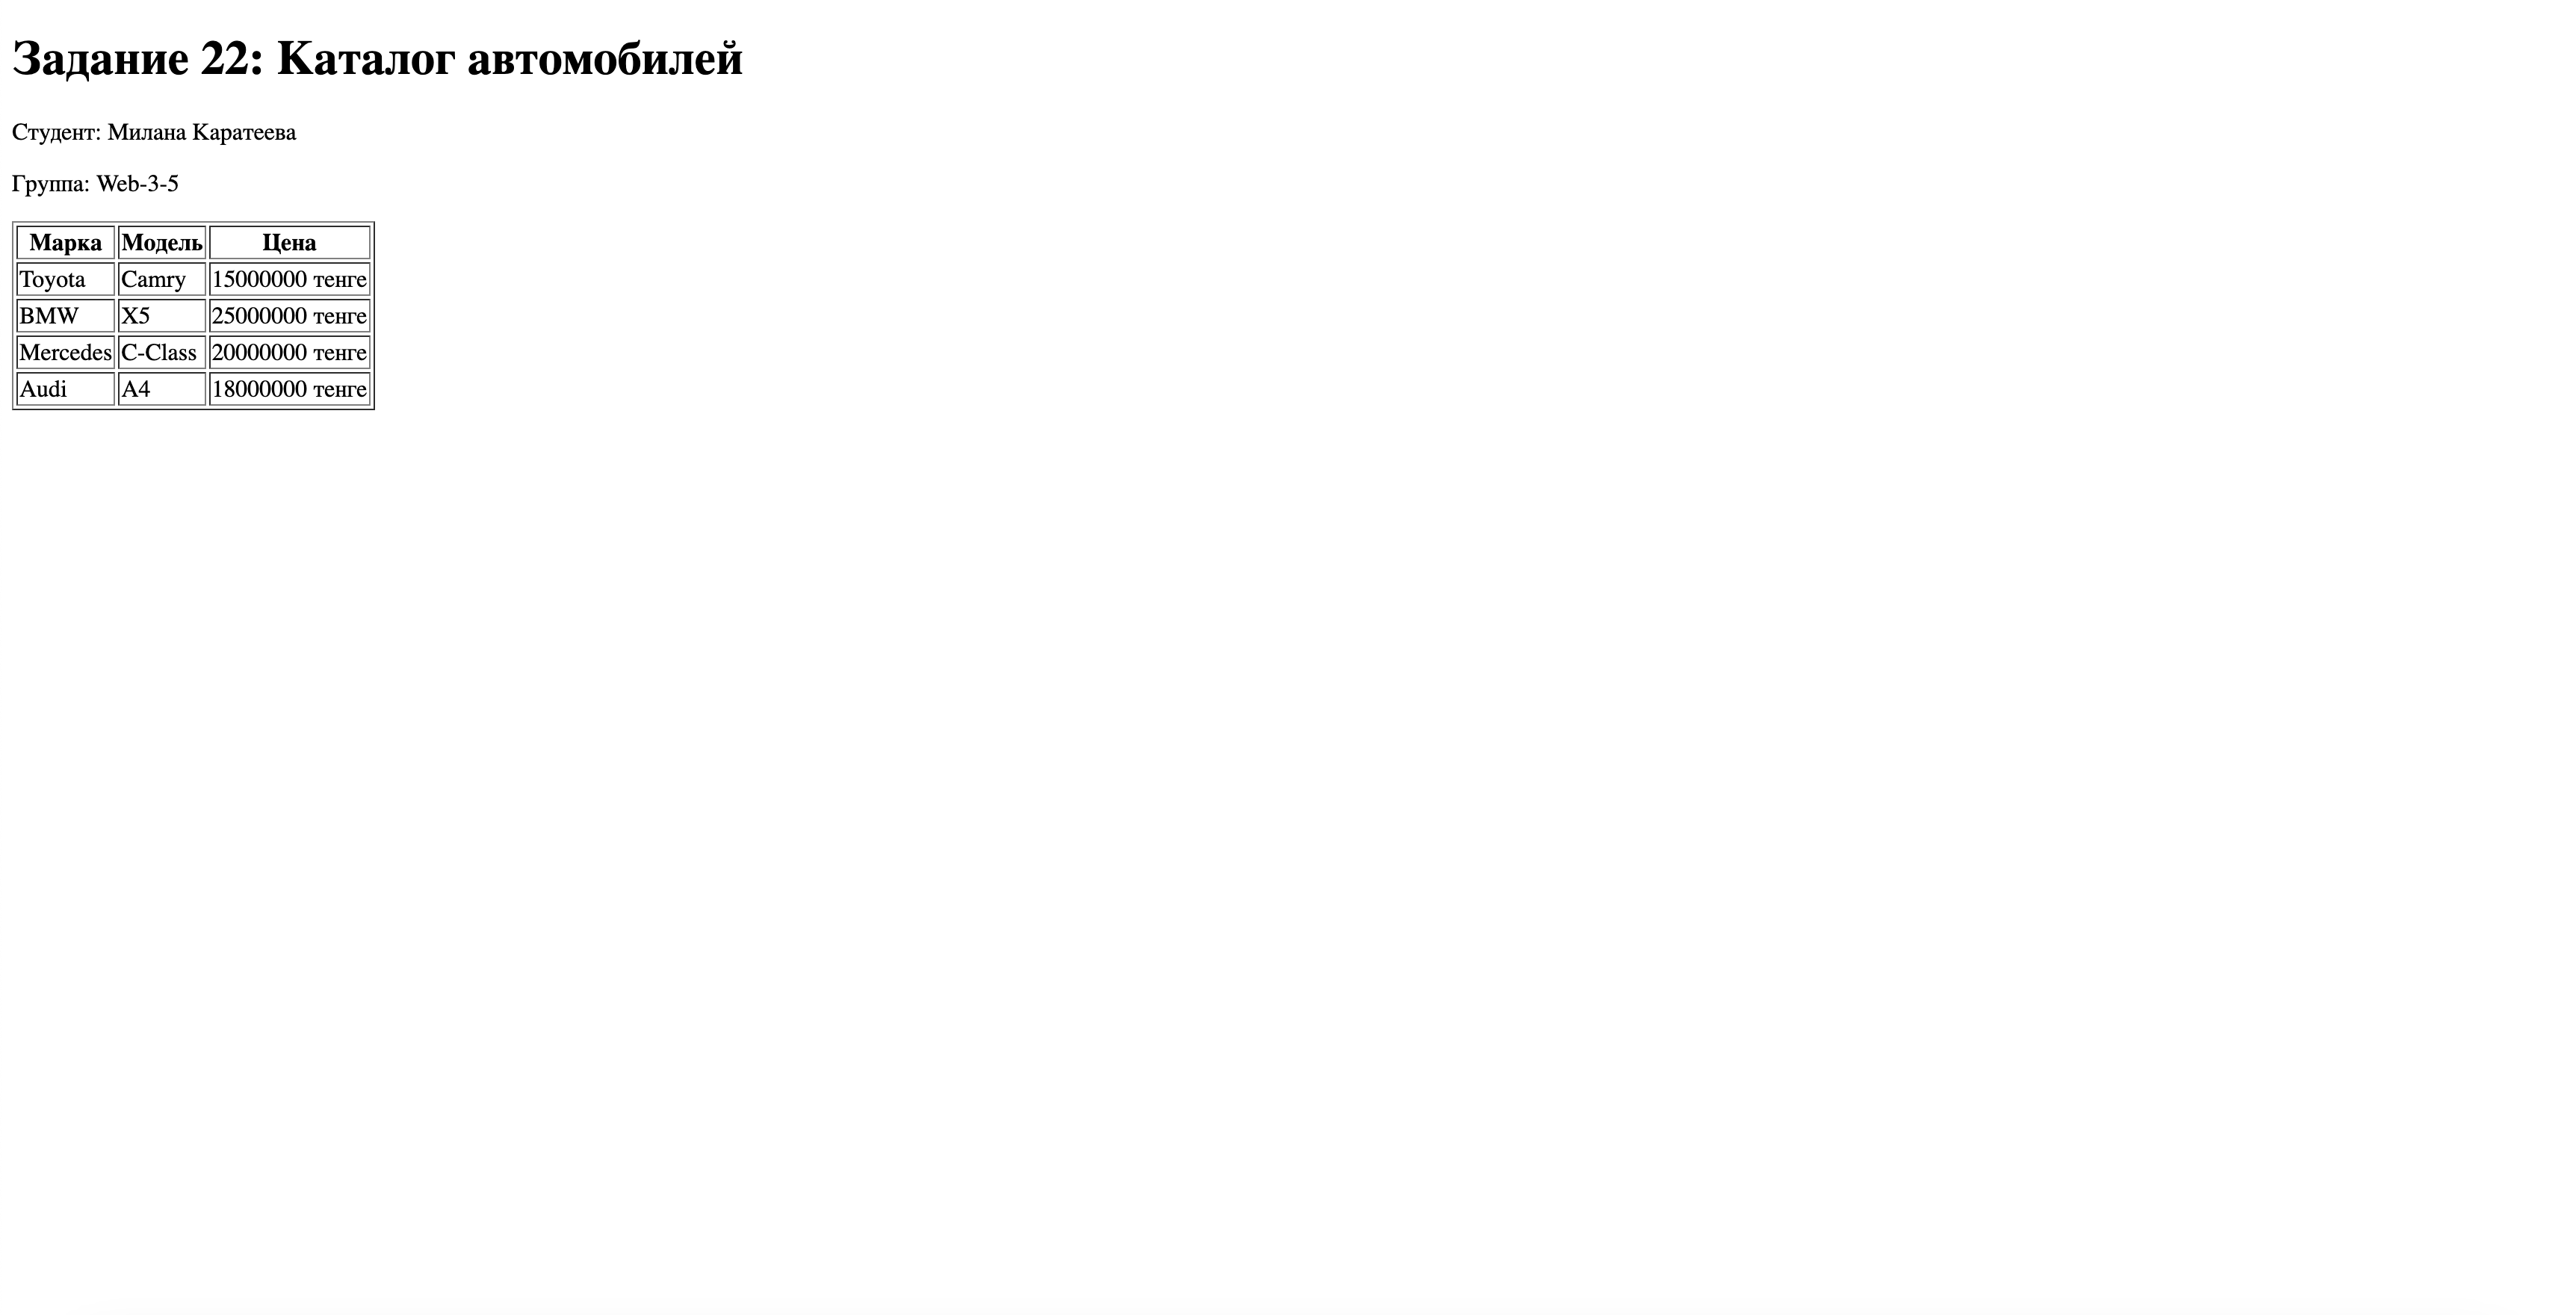 Задание 22: Каталог автомобилей
Студент: Милана Каратеева
Группа: Web-3-5
Марка Модель Цена
Toyota Camry 15000000 тенге
BMW X5 25000000 тенге
Mercedes C-Class 20000000 тенге
Audi A4 18000000 тенге